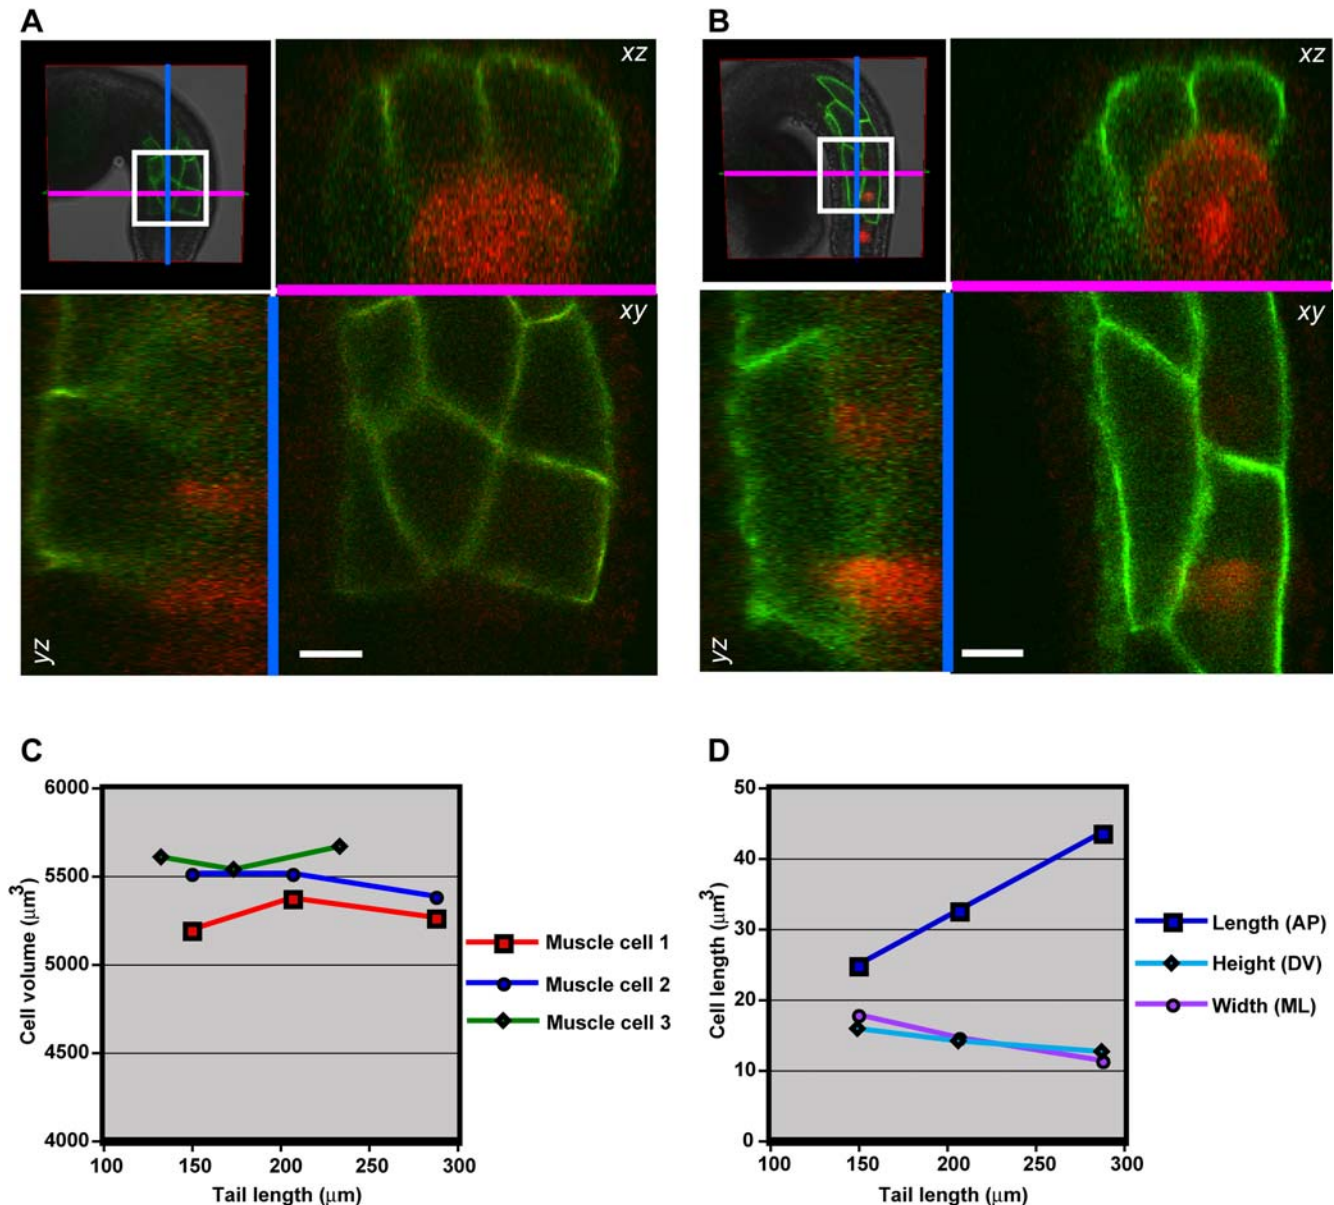 A
xz
xy
yz
B
xz
xy
yz
C
6000
5500
5000
4500
4000
Cell volume (μm³)
100 150 200 250 300
Tail length (μm)
Muscle cell 1
Muscle cell 2
Muscle cell 3
D
50
40
30
20
10
0
Cell length (μm³)
100 150 200 250 300
Tail length (μm)
Length (AP)
Height (DV)
Width (ML)